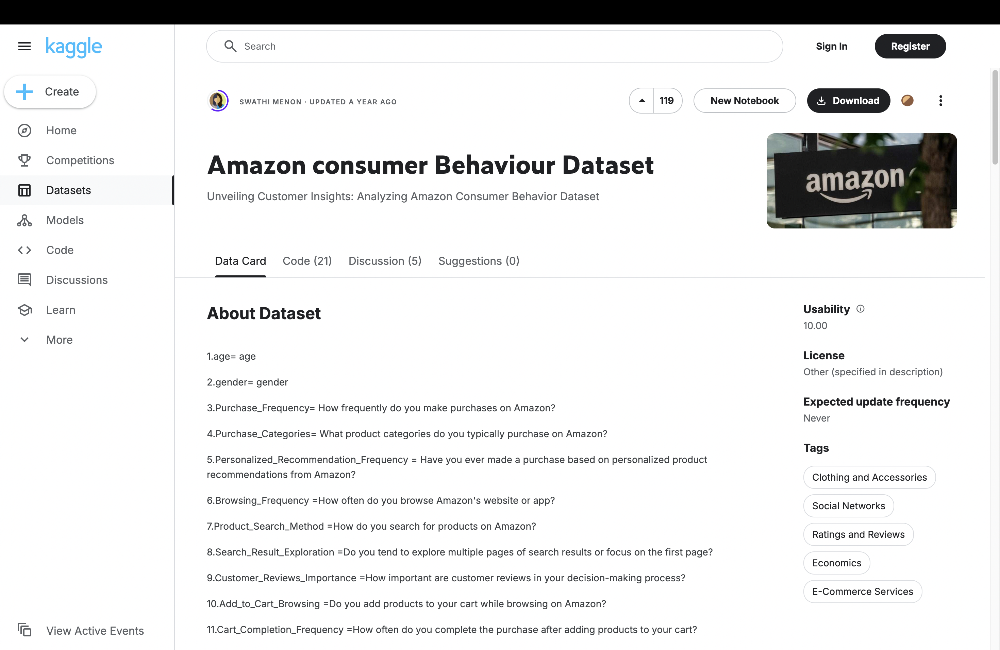 kaggle
Search
Sign In
Register
Create
Home
Competitions
Datasets
Models
Code
Discussions
Learn
More
View Active Events
SWATHI MENON · UPDATED A YEAR AGO
119
New Notebook
Download
Amazon consumer Behaviour Dataset
Unveiling Customer Insights: Analyzing Amazon Consumer Behavior Dataset
amazon
Data Card
Code (21)
Discussion (5)
Suggestions (0)
About Dataset
1.age= age
2.gender= gender
3.Purchase_Frequency= How frequently do you make purchases on Amazon?
4.Purchase_Categories= What product categories do you typically purchase on Amazon?
5.Personalized_Recommendation_Frequency = Have you ever made a purchase based on personalized product
recommendations from Amazon?
6.Browsing_Frequency =How often do you browse Amazon's website or app?
7.Product_Search_Method =How do you search for products on Amazon?
8.Search_Result_Exploration =Do you tend to explore multiple pages of search results or focus on the first page?
9.Customer_Reviews_Importance =How important are customer reviews in your decision-making process?
10.Add_to_Cart_Browsing =Do you add products to your cart while browsing on Amazon?
11.Cart_Completion_Frequency =How often do you complete the purchase after adding products to your cart?
Usability
10.00
License
Other (specified in description)
Expected update frequency
Never
Tags
Clothing and Accessories
Social Networks
Ratings and Reviews
Economics
E-Commerce Services